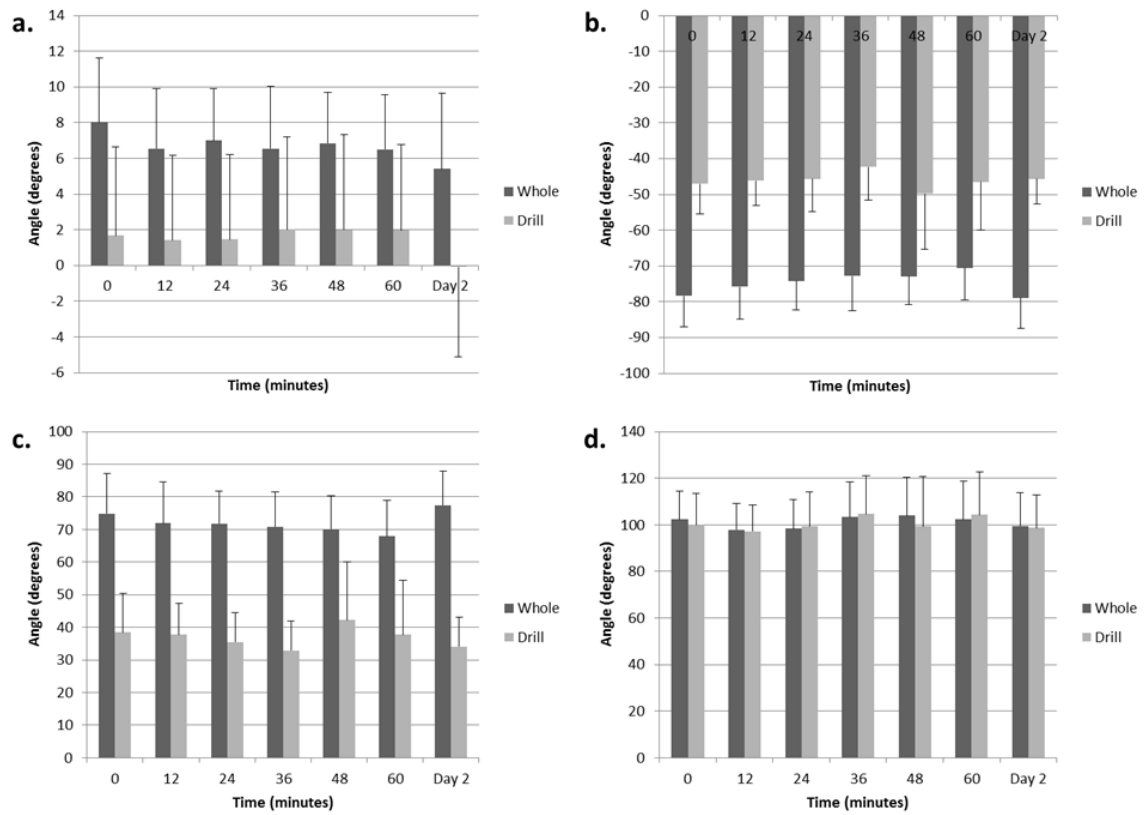 a.
14
12
10
8
6
4
2
0
-2
-4
-6
Angle (degrees)
0 12 24 36 48 60 Day 2
Time (minutes)
Whole
Drill
b.
0
-10
-20
-30
-40
-50
-60
-70
-80
-90
-100
Angle (degrees)
0 12 24 36 48 60 Day 2
Time (minutes)
Whole
Drill
c.
100
90
80
70
60
50
40
30
20
10
0
Angle (degrees)
0 12 24 36 48 60 Day 2
Time (minutes)
Whole
Drill
d.
140
120
100
80
60
40
20
0
Angle (degrees)
0 12 24 36 48 60 Day 2
Time (minutes)
Whole
Drill